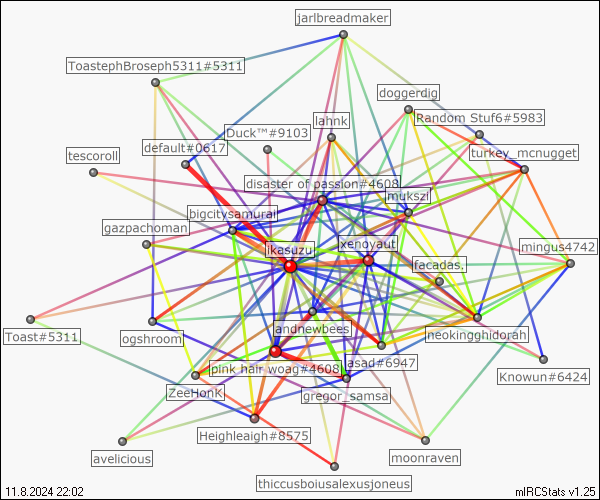 jarlbreadmaker
ToastephBroseph5311#5311
doggerdig
Random Stuf6#5983
lahnk
Duck™#9103
default#0617
turkey_mcnugget
tescoroll
disaster of passion#4608
mukszi
bigcitysamurai
gazpachoman
xenoyaut
ikasuzu
mingus4742
facadas.
Toast#5311
ogshroom
andnewbees
neokingghidorah
asad#6947
pink hair woag#4608
Knowun#6424
ZeeHonK
gregor_samsa
Heighleaigh#8575
avelicious
moonraven
thiccusboiusalexusjoneus
11.8.2024 22:02
mIRCStats v1.25